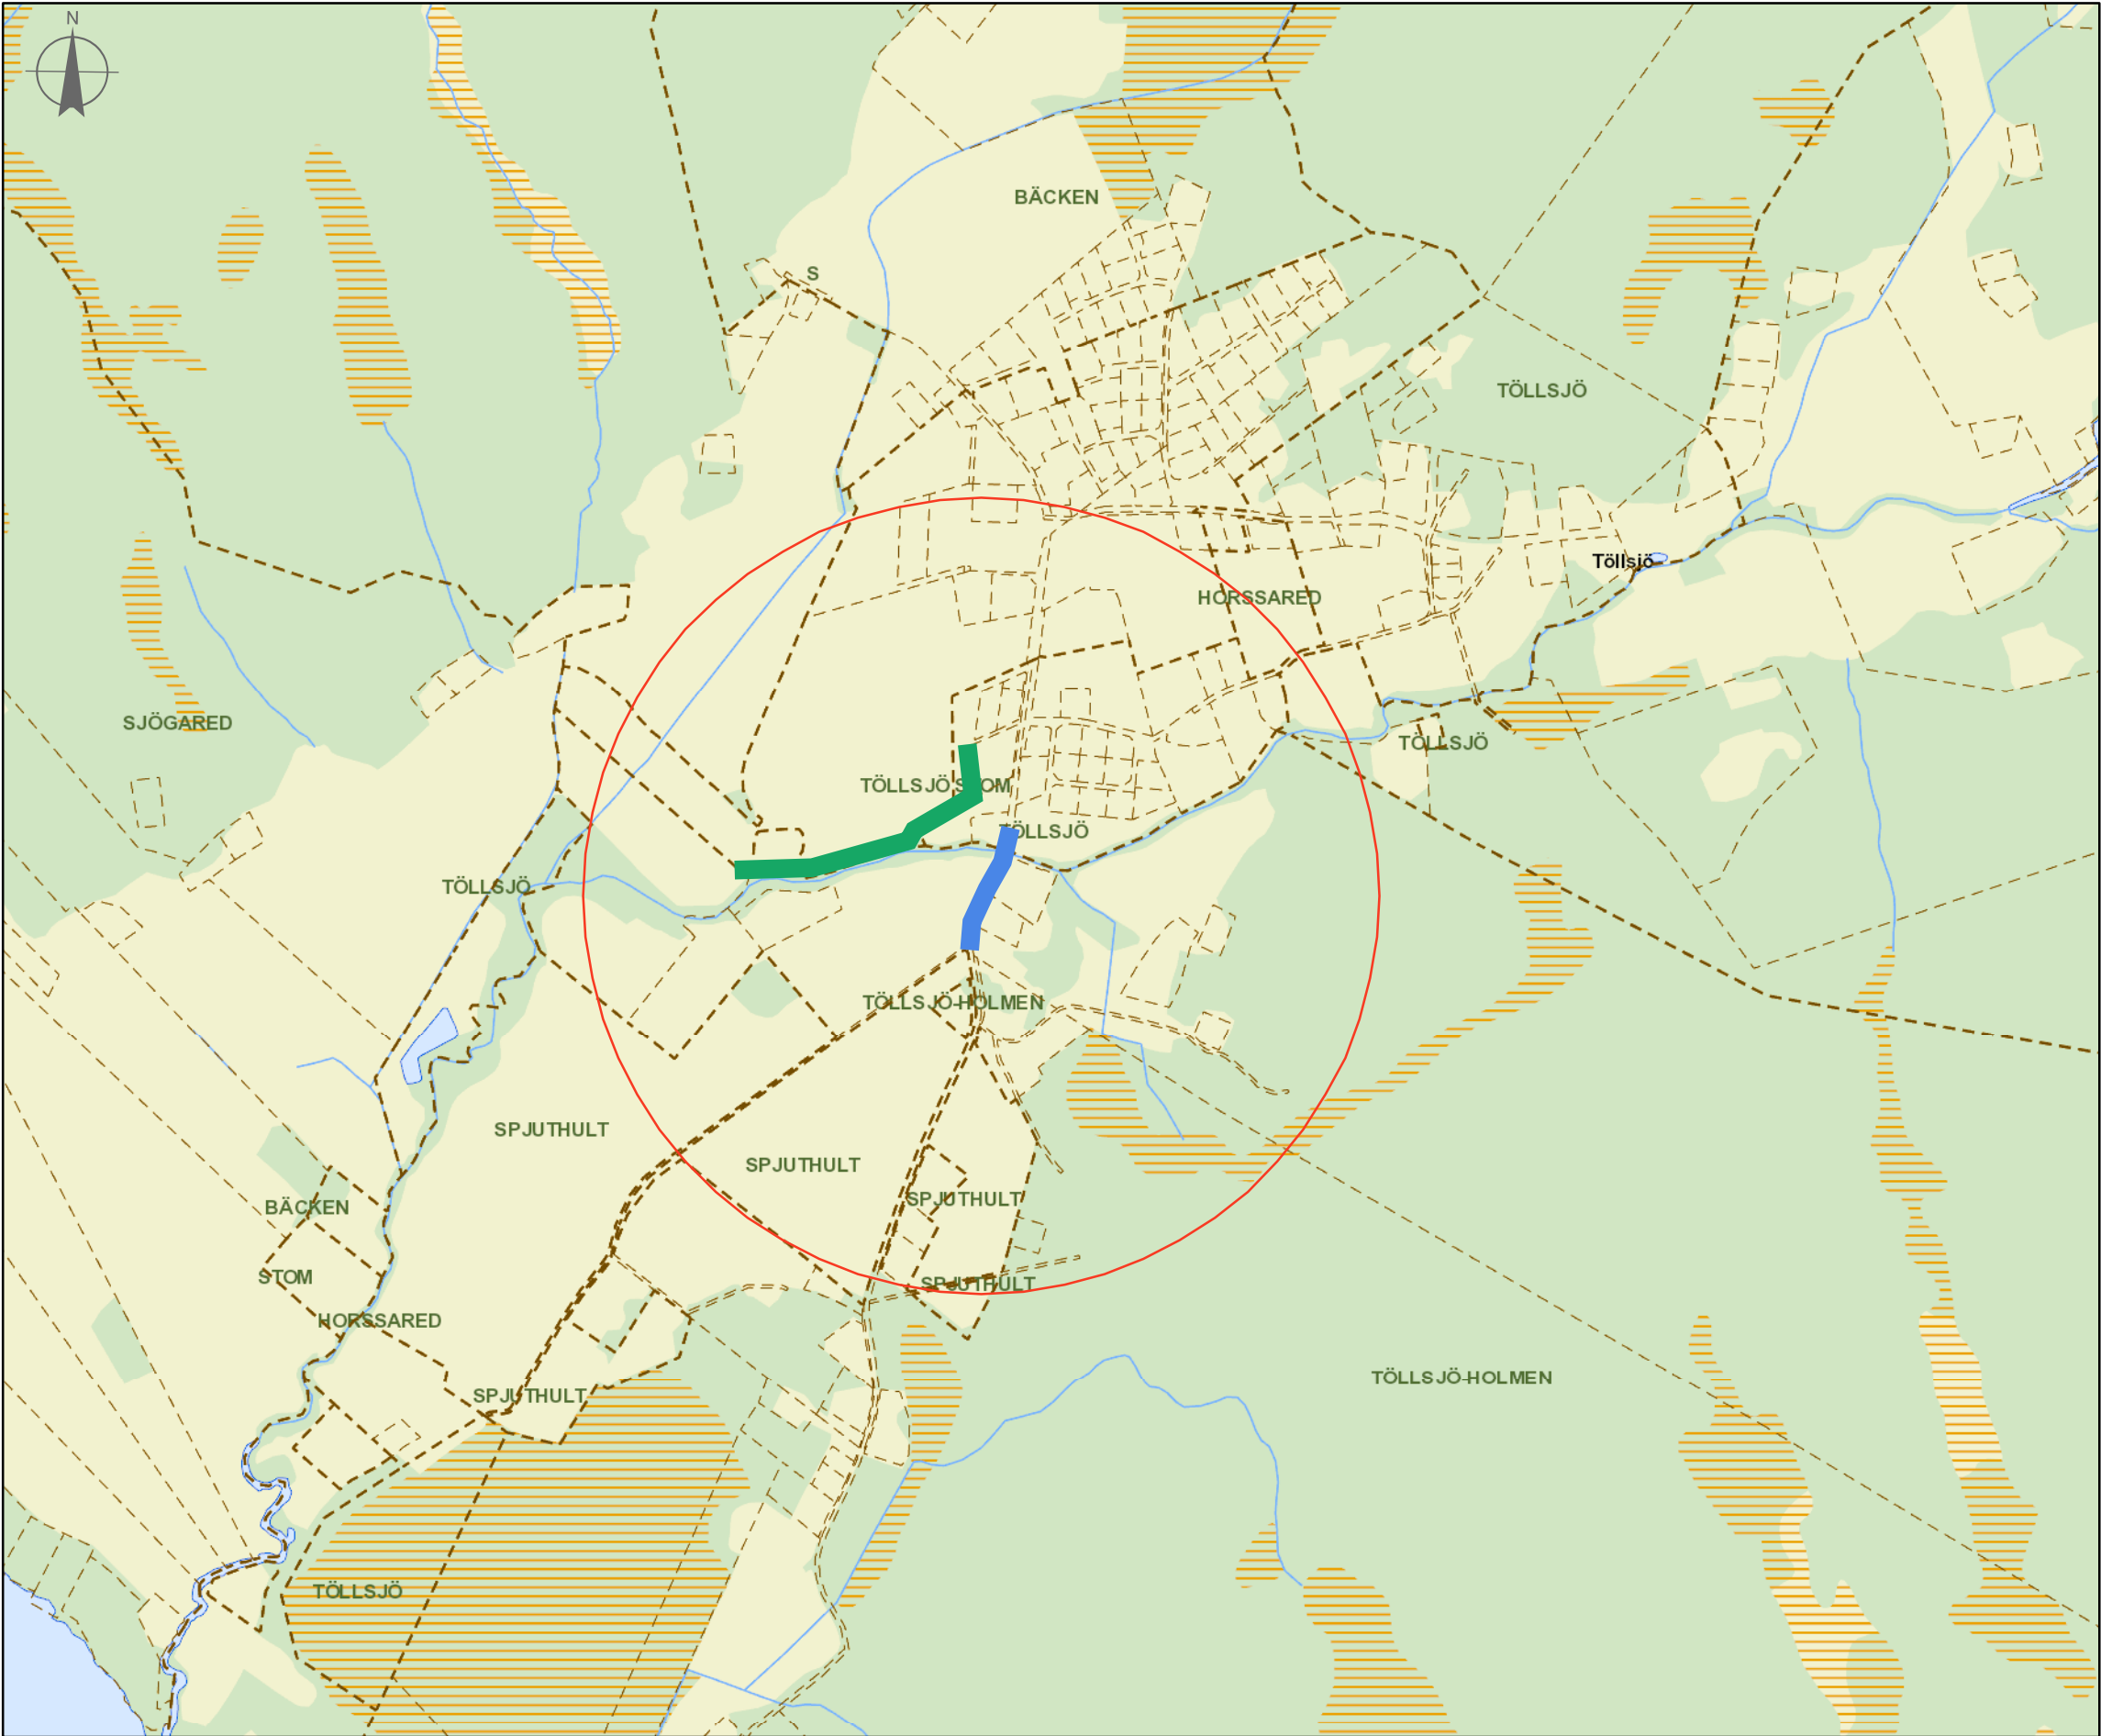 N
BÄCKEN
S
TÖLLSJÖ
Töllsjö
HORSSARED
SJÖGARED
TÖLLSJÖ
TÖLLSJÖ STOM
TÖLLSJÖ
TÖLLSJÖ
TÖLLSJÖ-HOLMEN
SPJUTHULT
SPJUTHULT
SPJUTHULT
BÄCKEN
STOM
SPJUTHULT
HORSSARED
TÖLLSJÖ-HOLMEN
SPJUTHULT
TÖLLSJÖ